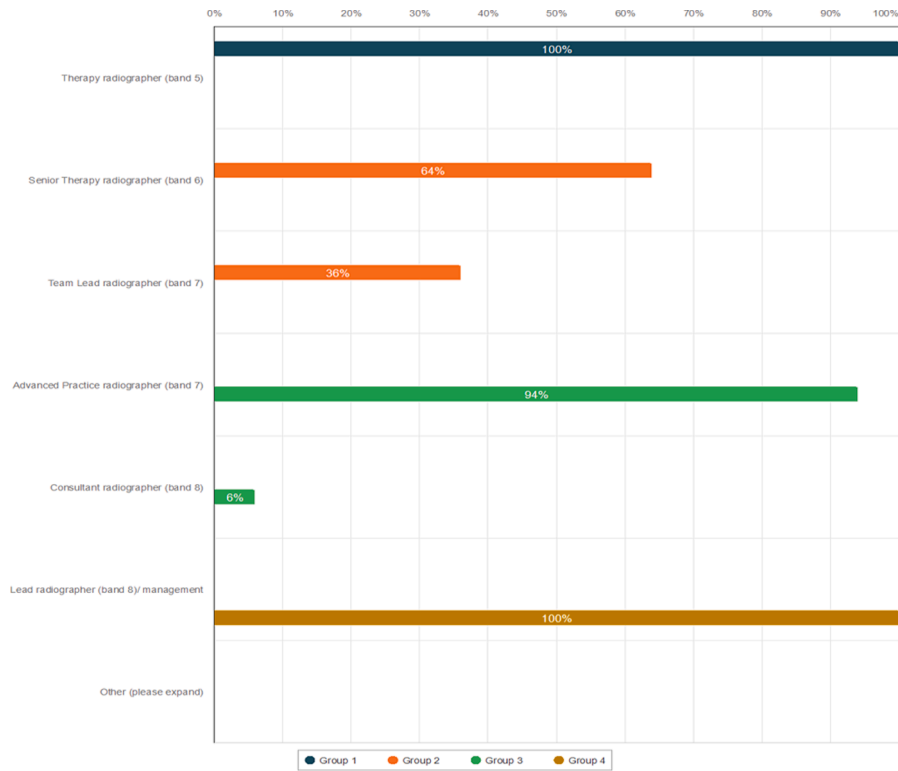 0% 10% 20% 30% 40% 50% 60% 70% 80% 90% 100%
100%
Therapy radiographer (band 5)
64%
Senior Therapy radiographer (band 6)
36%
Team Lead radiographer (band 7)
Advanced Practice radiographer (band 7)
94%
Consultant radiographer (band 8)
6%
Lead radiographer (band 8)/ management
100%
Other (please expand)
Group 1 Group 2 Group 3 Group 4